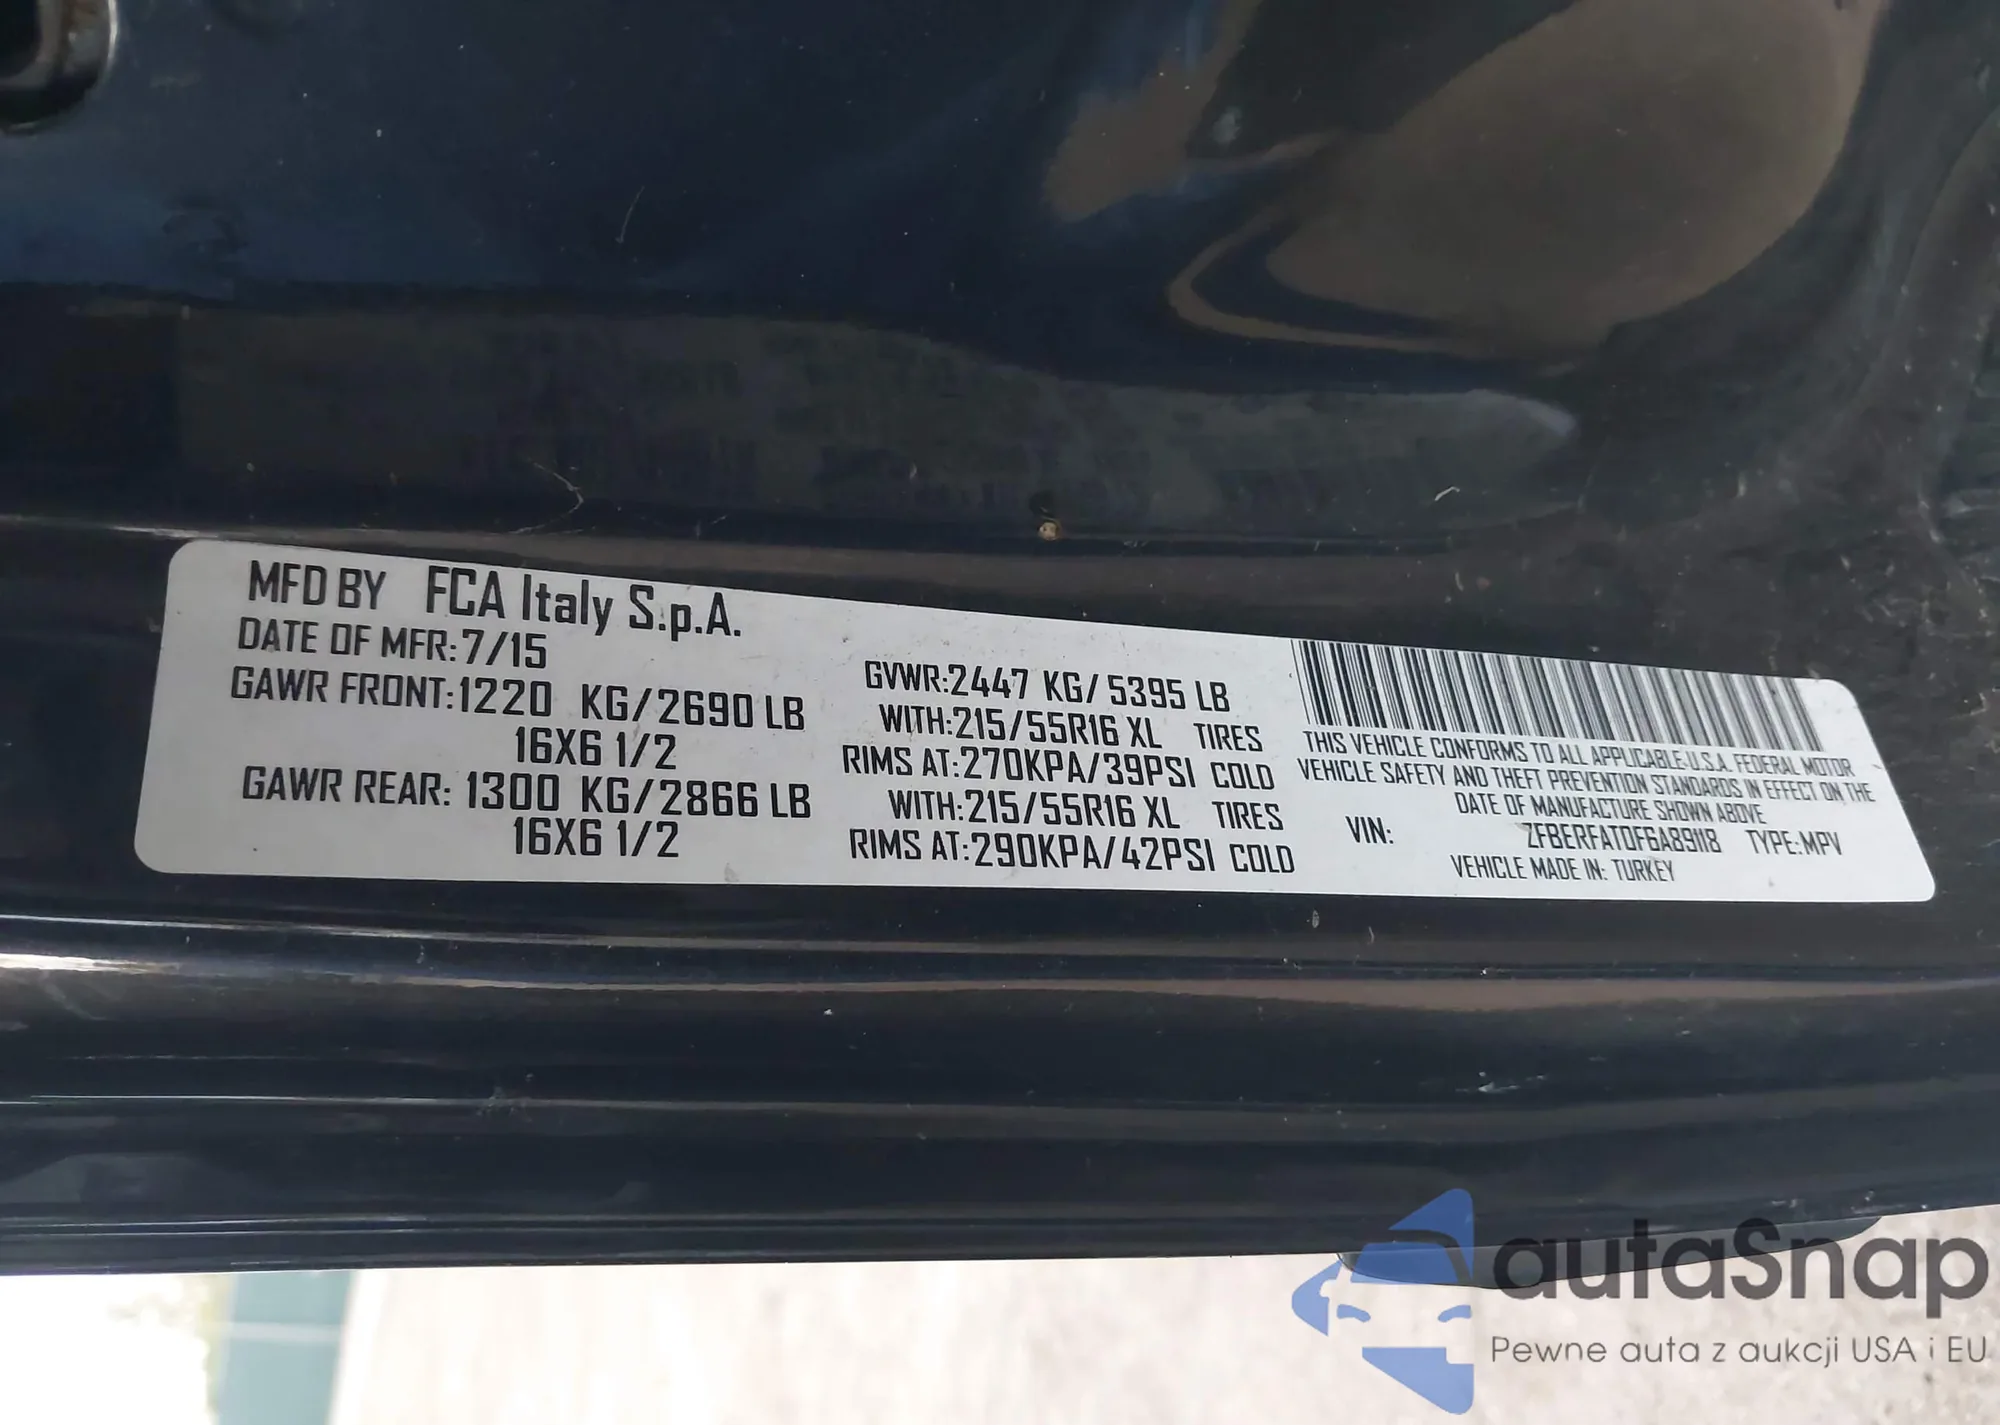 MFD BY FCA Italy S.p.A.
DATE OF MFR: 7/15
GAWR FRONT: 1220 KG/2690 LB
16X6 1/2
GAWR REAR: 1300 KG/2866 LB
16X6 1/2
GVWR: 2447 KG/ 5395 LB
WITH: 215/55R16 XL TIRES
RIMS AT: 270KPA/39PSI COLD
WITH: 215/55R16 XL TIRES
RIMS AT: 290KPA/42PSI COLD
THIS VEHICLE CONFORMS TO ALL APPLICABLE U.S.A. FEDERAL MOTOR
VEHICLE SAFETY AND THEFT PREVENTION STANDARDS IN EFFECT ON THE
DATE OF MANUFACTURE SHOWN ABOVE
VIN: ZFBERFAT0F6A89118 TYPE: MPV
VEHICLE MADE IN: TURKEY
autaSnap
Pewne auta z aukcji USA i EU